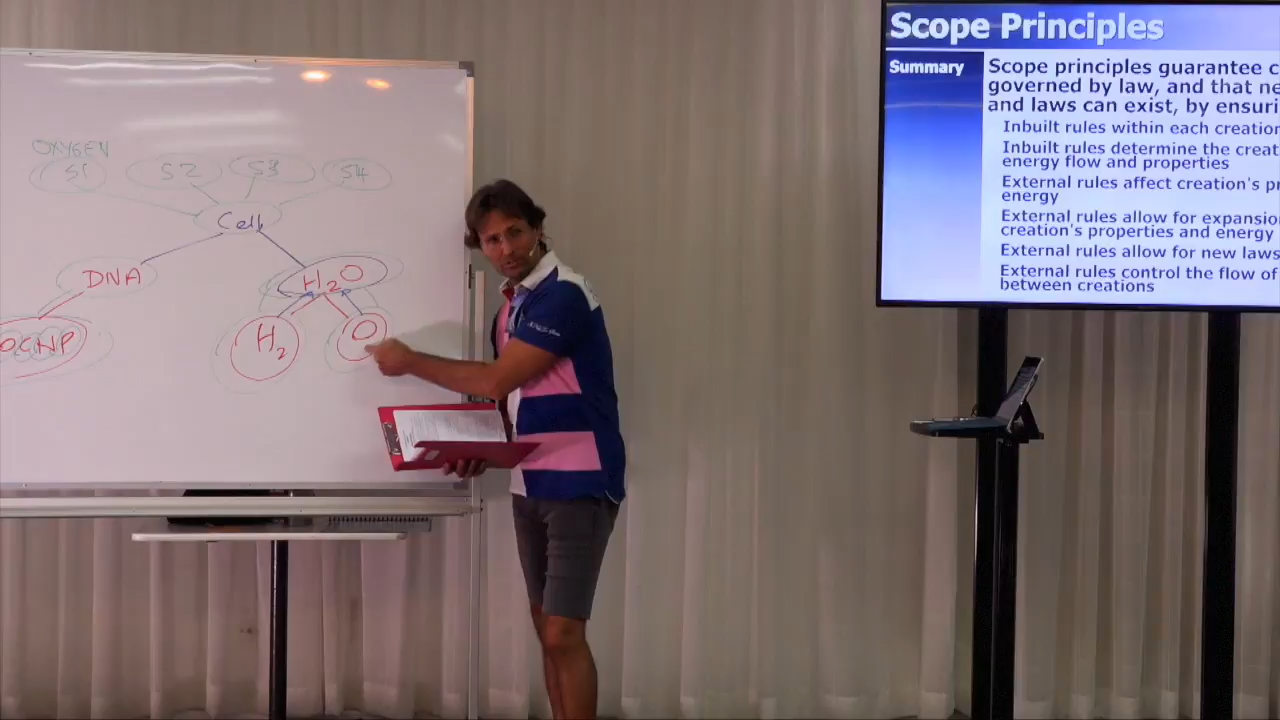 OXYGEN
S1 S2 S3 S4
Cell
DNA
H2O
OCHNP
H2
O
Scope Principles
Summary
Scope principles guarantee c
governed by law, and that ne
and laws can exist, by ensuri
Inbuilt rules within each creation
Inbuilt rules determine the creat
energy flow and properties
External rules affect creation's pr
energy
External rules allow for expansio
creation's properties and energy
External rules allow for new laws
External rules control the flow of
between creations